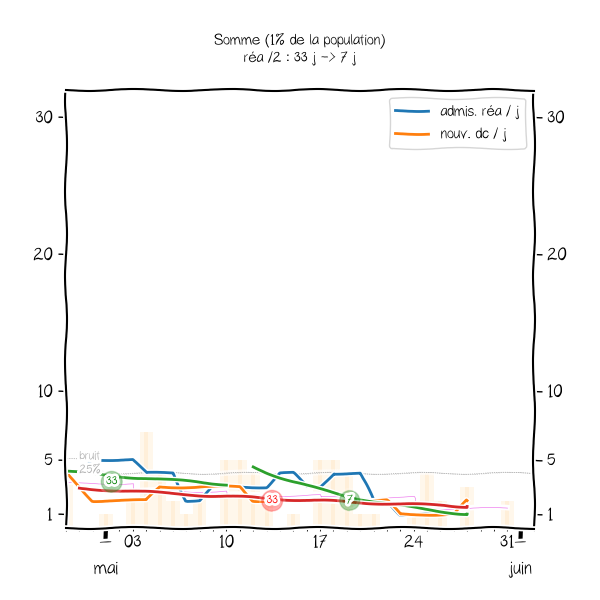 Somme (1% de la population)
réa /2 : 33 j -> 7 j
admis. réa / j
nouv. dc / j
30
30
20
20
10
10
5
5
bruit
25%
33
33
7
1
1
03
10
17
24
31
mai
juin